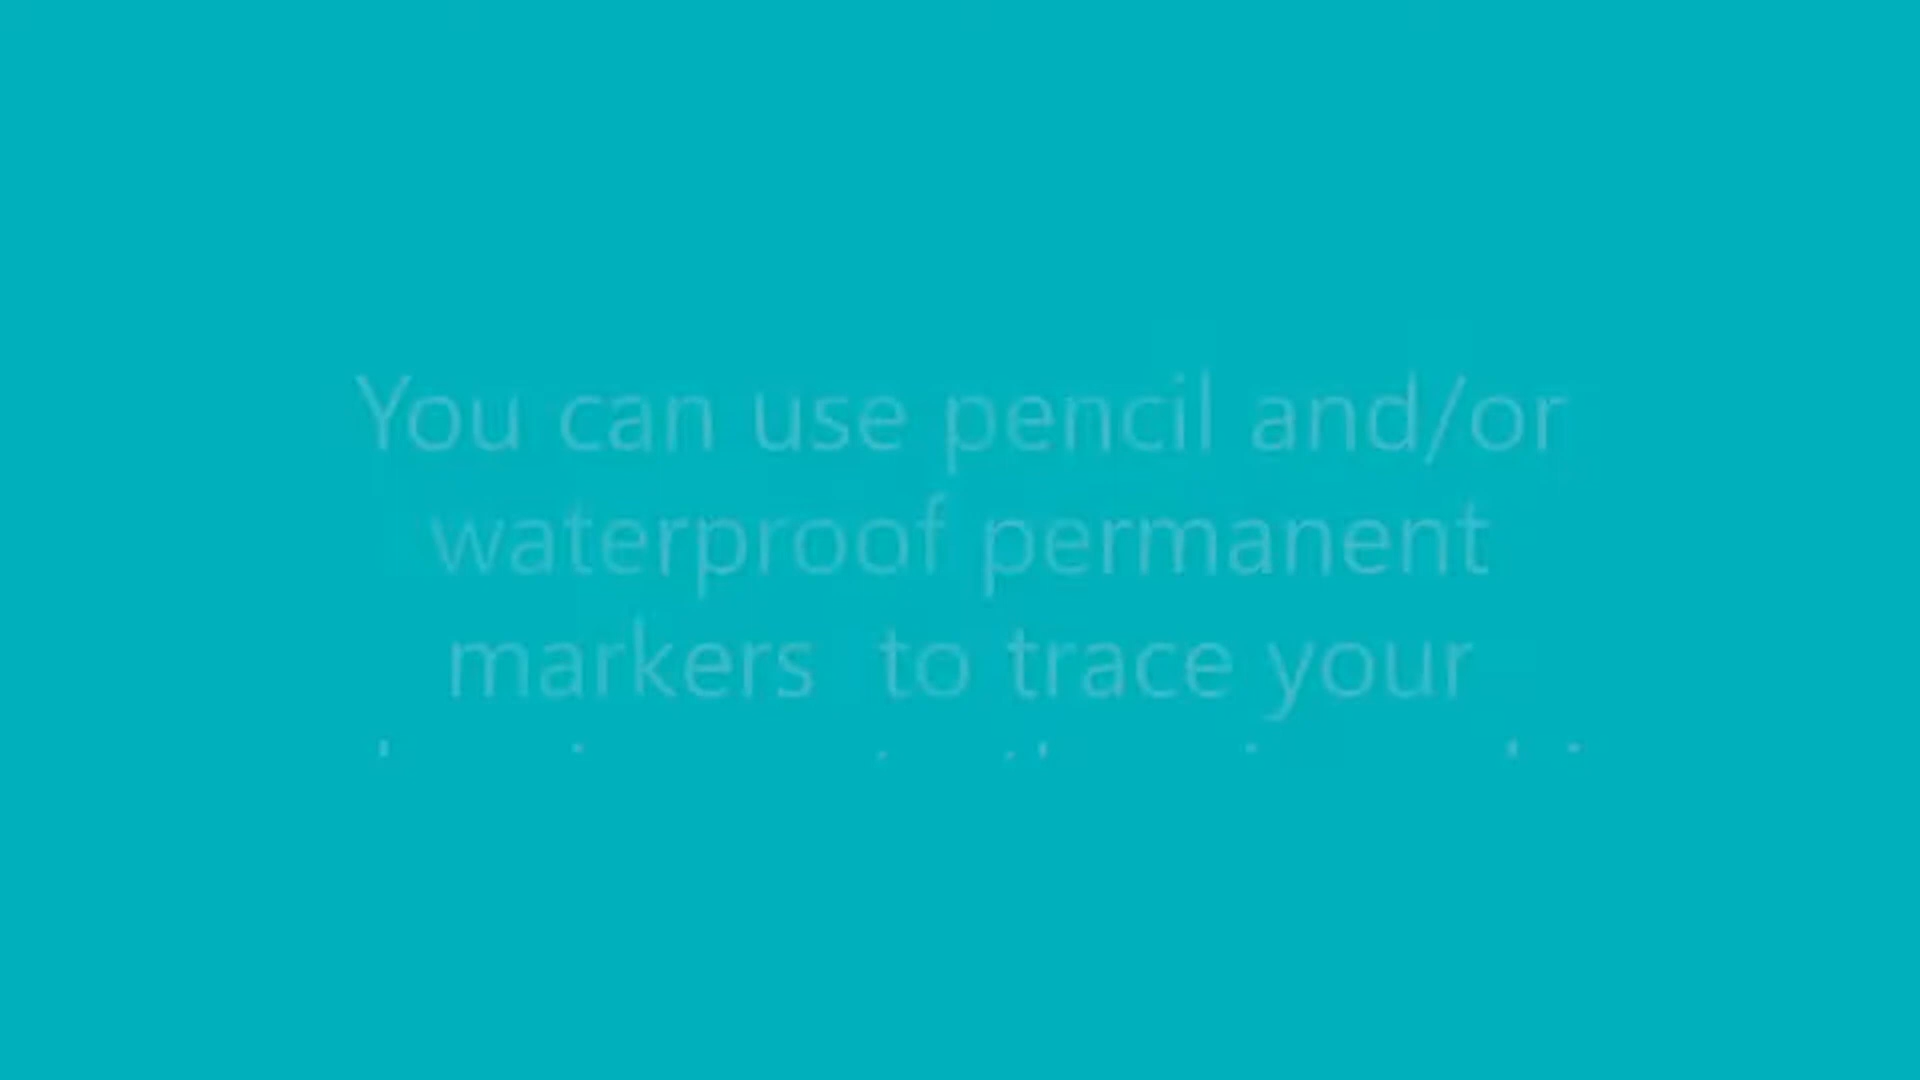 You can use pencil and/or
waterproof permanent
markers  to trace your